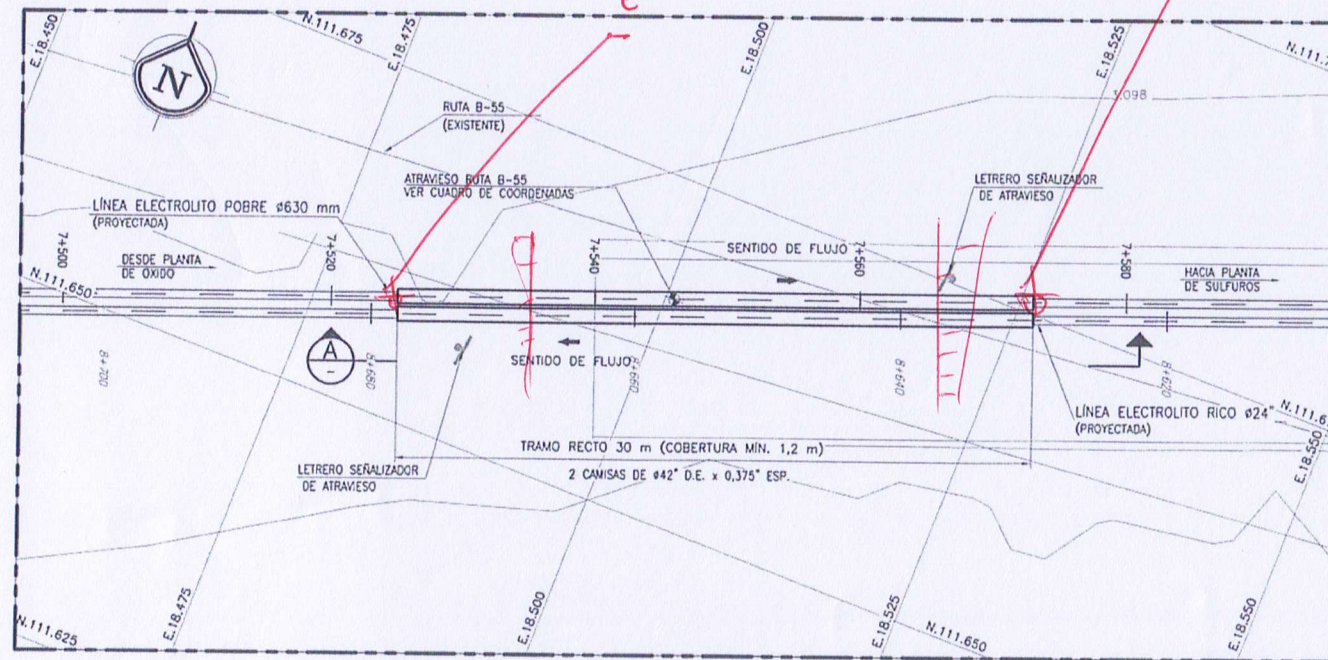 E.18.450
N.111.675
E.18.475
E.18.500
E.18.525
N
RUTA B-55
(EXISTENTE)
3,098
ATRAVIESO RUTA B-55
VER CUADRO DE COORDENADAS
LETRERO SEÑALIZADOR
DE ATRAVIESO
LÍNEA ELECTROLITO POBRE ø630 mm
(PROYECTADA)
7+500
DESDE PLANTA
DE OXIDO
7+520
7+540
SENTIDO DE FLUJO
7+560
7+580
HACIA PLANTA
DE SULFUROS
N.111.650
A
-
8+700
8+680
SENTIDO DE FLUJO
8+660
8+640
8+620
LÍNEA ELECTROLITO RICO ø24"
(PROYECTADA)
TRAMO RECTO 30 m (COBERTURA MÍN. 1,2 m)
2 CAMISAS DE ø42" D.E. x 0,375" ESP.
LETRERO SEÑALIZADOR
DE ATRAVIESO
E.18.550
N.111.625
E.18.475
E.18.500
E.18.525
N.111.650
E.18.550